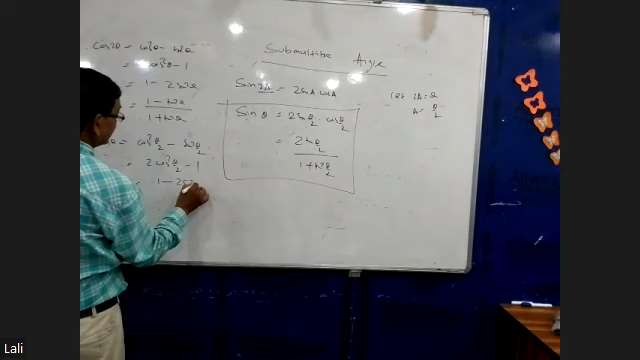 Submultiple Angle
cos2θ = cos²θ - sin²θ
= 2cos²θ - 1
= 1 - 2sin²θ
= 1 - tan²θ / 1 + tan²θ
cosθ = cos²θ/2 - sin²θ/2
= 2cos²θ/2 - 1
= 1 - 2si
Sin2A = 2sinA cosA
Sinθ = 2sinθ/2 . cosθ/2
= 2tanθ/2 / 1 + tan²θ/2
Let 2A = θ
A = θ/2
Lali